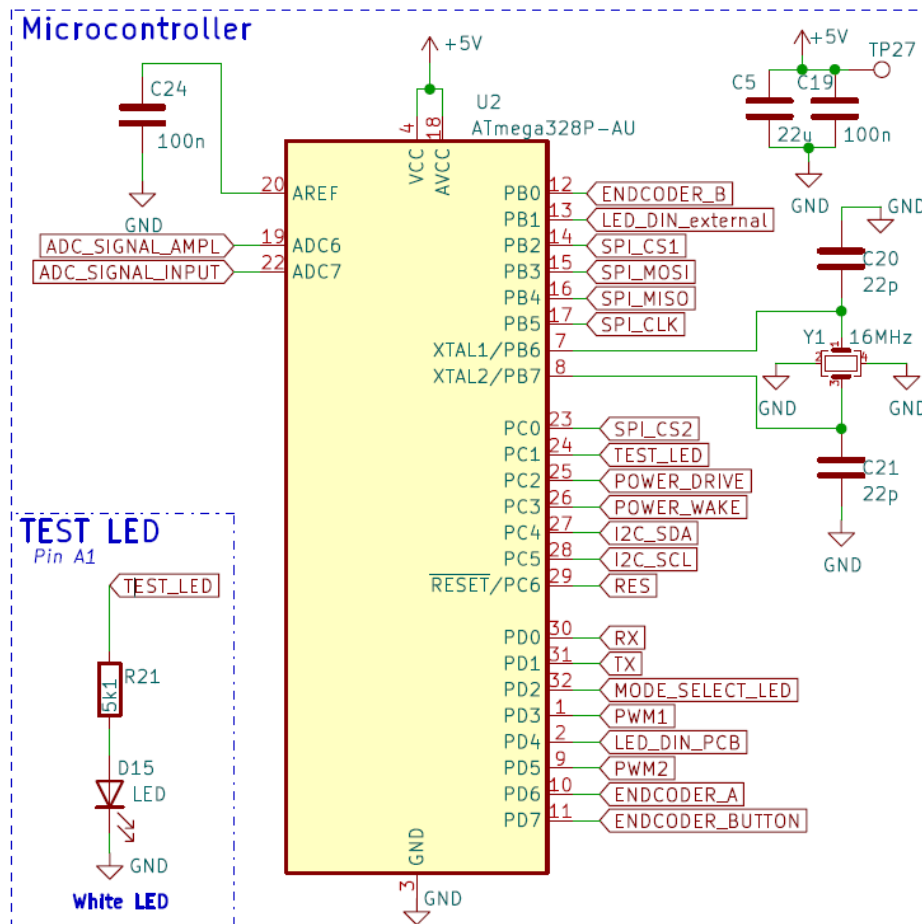 Microcontroller
+5V
C24
100n
GND
U2
ATmega328P-AU
4
VCC
18
AVCC
+5V
TP27
C5
22u
C19
100n
GND
20 AREF
19 ADC6
22 ADC7
ADC_SIGNAL_AMPL
ADC_SIGNAL_INPUT
PB0 12 ENDCODER_B
PB1 13 LED_DIN_external
PB2 14 SPI_CS1
PB3 15 SPI_MOSI
PB4 16 SPI_MISO
PB5 17 SPI_CLK
XTAL1/PB6 7
XTAL2/PB7 8
PC0 23 SPI_CS2
PC1 24 TEST_LED
PC2 25 POWER_DRIVE
PC3 26 POWER_WAKE
PC4 27 I2C_SDA
PC5 28 I2C_SCL
RESET/PC6 29 RES
PD0 30 RX
PD1 31 TX
PD2 32 MODE_SELECT_LED
PD3 1 PWM1
PD4 2 LED_DIN_PCB
PD5 9 PWM2
PD6 10 ENDCODER_A
PD7 11 ENDCODER_BUTTON
GND
3
GND
GND
C20
22p
Y1 16MHz
1
2
4
3
GND
GND
C21
22p
GND
TEST LED
Pin A1
TEST_LED
R21
5k1
D15
LED
GND
White LED